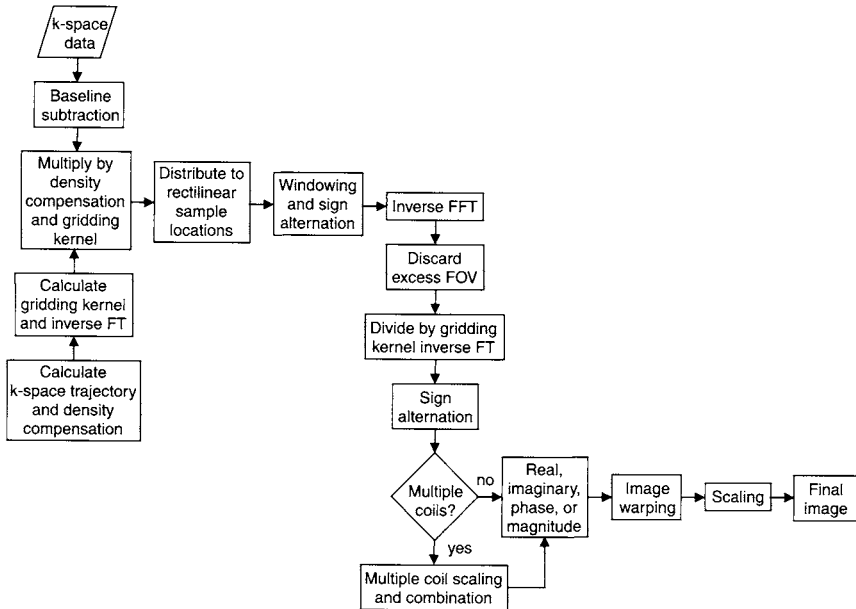 k-space
data
Baseline
subtraction
Multiply by
density
compensation
and gridding
kernel
Calculate
gridding kernel
and inverse FT
Calculate
k-space trajectory
and density
compensation
Distribute to
rectilinear
sample
locations
Windowing
and sign
alternation
Inverse FFT
Discard
excess FOV
Divide by gridding
kernel inverse FT
Sign
alternation
Multiple
coils?
no
yes
Multiple coil scaling
and combination
Real,
imaginary,
phase, or
magnitude
Image
warping
Scaling
Final
image